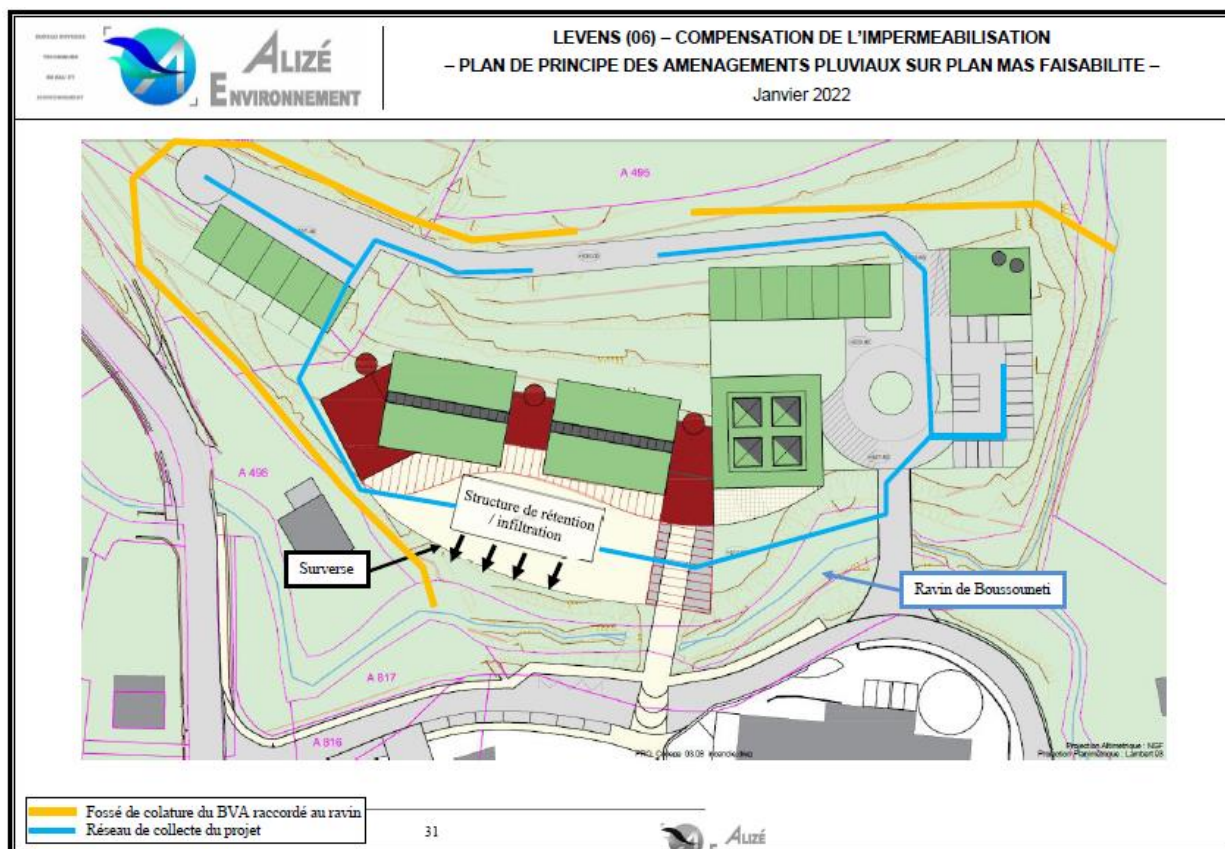 ALIZÉ
ENVIRONNEMENT
LEVENS (06) – COMPENSATION DE L'IMPERMEABILISATION
– PLAN DE PRINCIPE DES AMENAGEMENTS PLUVIAUX SUR PLAN MAS FAISABILITE –
Janvier 2022
A 495
A 496
Structure de rétention
/ infiltration
Surverse
Ravin de Boussouneti
A 817
A 816
Projection Altimetrique : NGF
Projection Planimetrique : Lambert 93
Fossé de colature du BVA raccordé au ravin
Réseau de collecte du projet
31
ALIZÉ